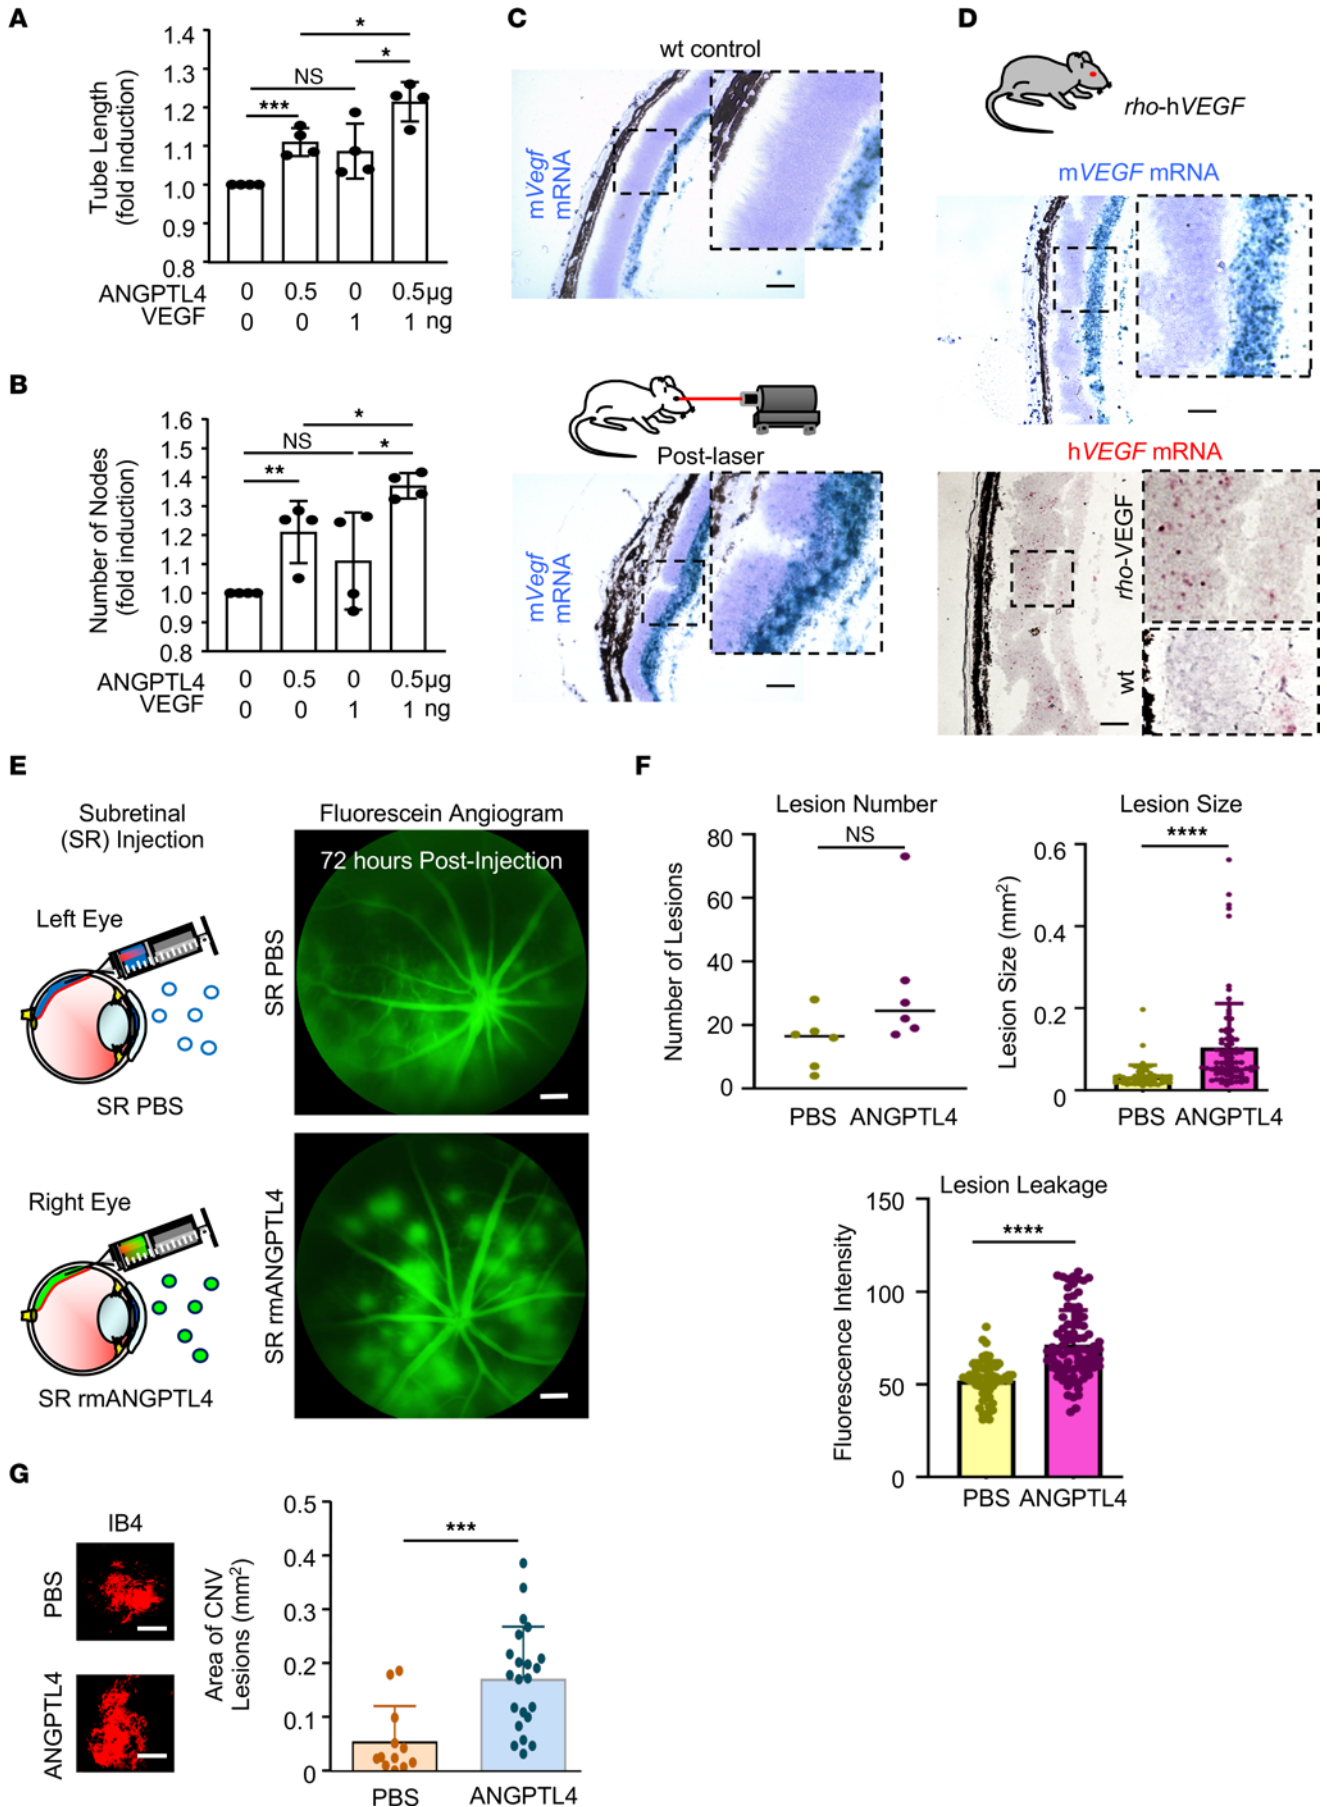 A
1.4
1.3
1.2
1.1
1.0
0.9
0.8
Tube Length
(fold induction)
NS
***
*
*
ANGPTL4 0 0.5 0 0.5µg
VEGF 0 0 1 1 ng
B
1.6
1.5
1.4
1.3
1.2
1.1
1.0
0.9
0.8
Number of Nodes
(fold induction)
*
NS
*
**
ANGPTL4 0 0.5 0 0.5µg
VEGF 0 0 1 1 ng
C
wt control
mVegf
mRNA
Post-laser
mVegf
mRNA
D
rho-hVEGF
mVEGF mRNA
hVEGF mRNA
rho-VEGF
wt
E
Subretinal
(SR) Injection
Left Eye
SR PBS
Right Eye
SR rmANGPTL4
Fluorescein Angiogram
72 hours Post-Injection
SR PBS
SR rmANGPTL4
F
Lesion Number
NS
Number of Lesions
80
60
40
20
0
PBS ANGPTL4
Lesion Size
****
Lesion Size (mm²)
0.6
0.4
0.2
0
PBS ANGPTL4
Lesion Leakage
****
Fluorescence Intensity
150
100
50
0
PBS ANGPTL4
G
IB4
PBS
ANGPTL4
Area of CNV
Lesions (mm²)
0.5
0.4
0.3
0.2
0.1
0
***
PBS ANGPTL4